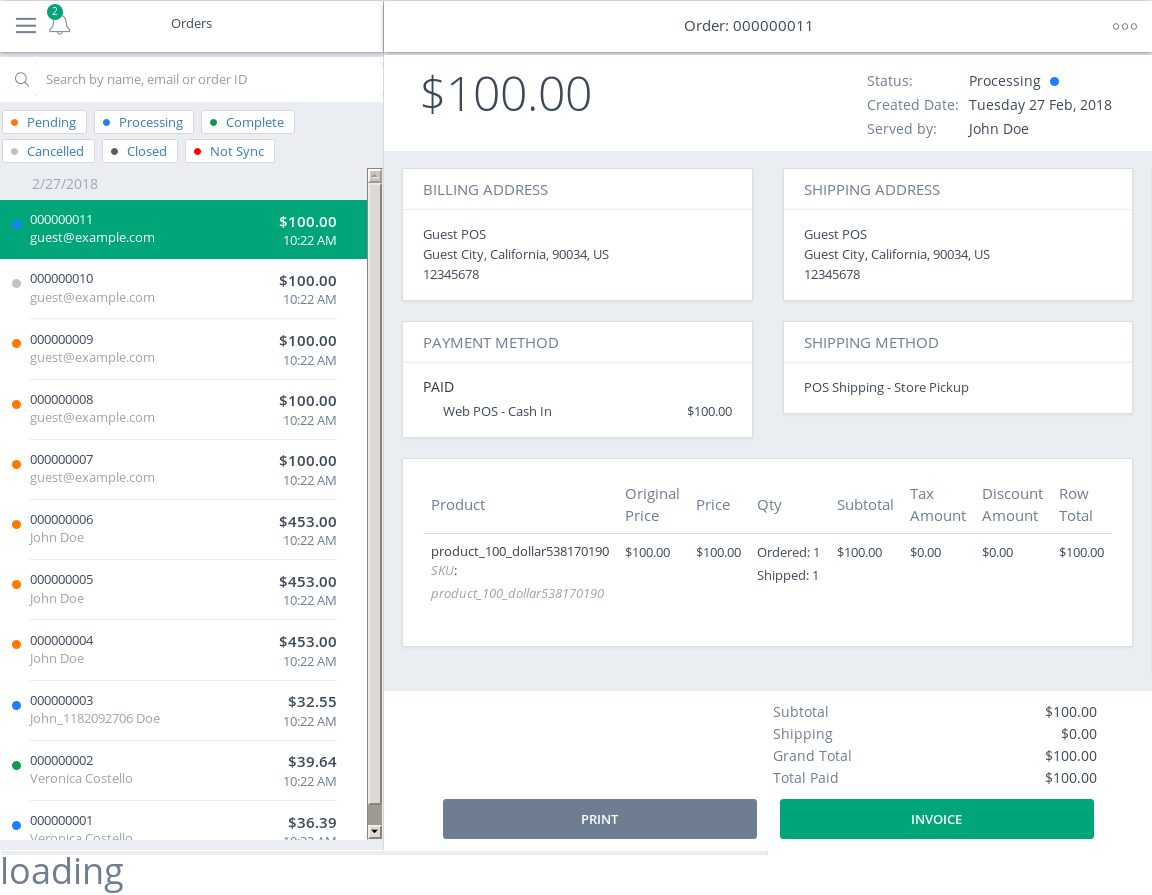 2
Orders
Order: 000000011
Search by name, email or order ID
Pending
Processing
Complete
Cancelled
Closed
Not Sync
2/27/2018
000000011 $100.00
guest@example.com 10:22 AM
000000010 $100.00
guest@example.com 10:22 AM
000000009 $100.00
guest@example.com 10:22 AM
000000008 $100.00
guest@example.com 10:22 AM
000000007 $100.00
guest@example.com 10:22 AM
000000006 $453.00
John Doe 10:22 AM
000000005 $453.00
John Doe 10:22 AM
000000004 $453.00
John Doe 10:22 AM
000000003 $32.55
John_1182092706 Doe 10:22 AM
000000002 $39.64
Veronica Costello 10:22 AM
000000001 $36.39
Veronica Costello
$100.00
Status: Processing
Created Date: Tuesday 27 Feb, 2018
Served by: John Doe
BILLING ADDRESS
Guest POS
Guest City, California, 90034, US
12345678
SHIPPING ADDRESS
Guest POS
Guest City, California, 90034, US
12345678
PAYMENT METHOD
PAID
Web POS - Cash In $100.00
SHIPPING METHOD
POS Shipping - Store Pickup
Product Original Price Price Qty Subtotal Tax Amount Discount Amount Row Total
product_100_dollar538170190 $100.00 $100.00 Ordered: 1 $100.00 $0.00 $0.00 $100.00
SKU: Shipped: 1
product_100_dollar538170190
Subtotal $100.00
Shipping $0.00
Grand Total $100.00
Total Paid $100.00
PRINT
INVOICE
loading